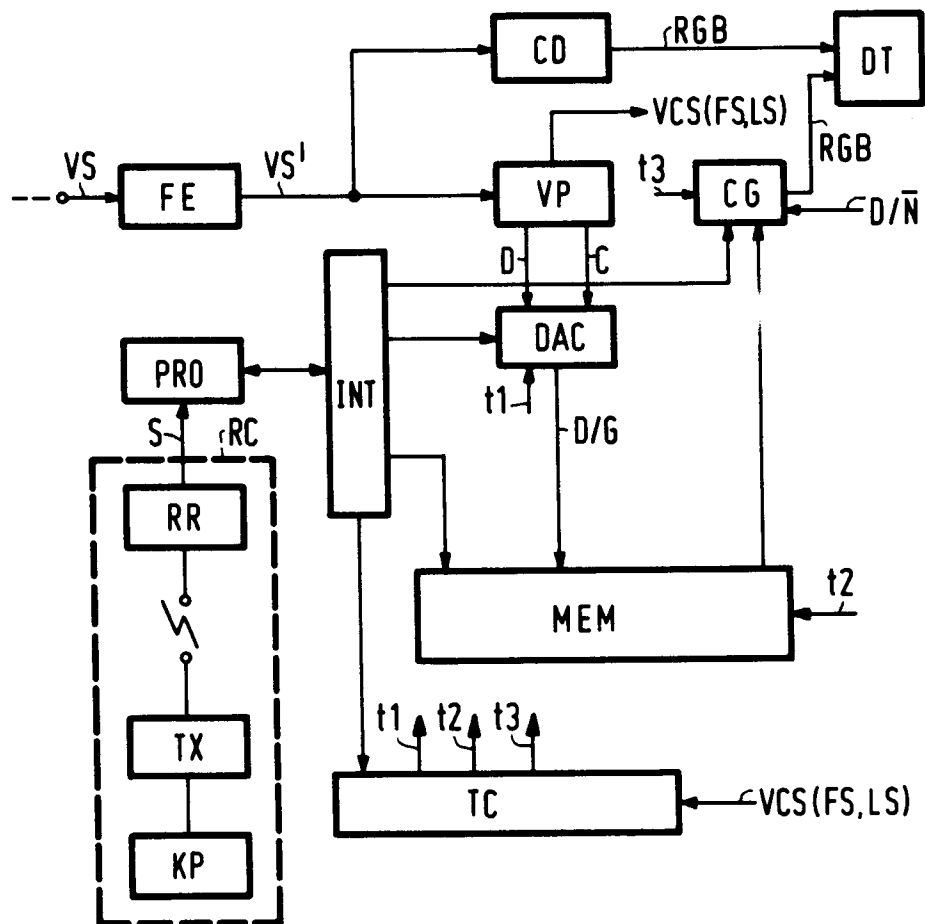 CD
RGB
DT
VCS(FS,LS)
RGB
VS
FE
VS'
VP
t3
CG
D/N̅
D
C
DAC
INT
PRO
t1
D/G
S
RC
RR
MEM
t2
TX
t1
t2
t3
TC
VCS(FS,LS)
KP